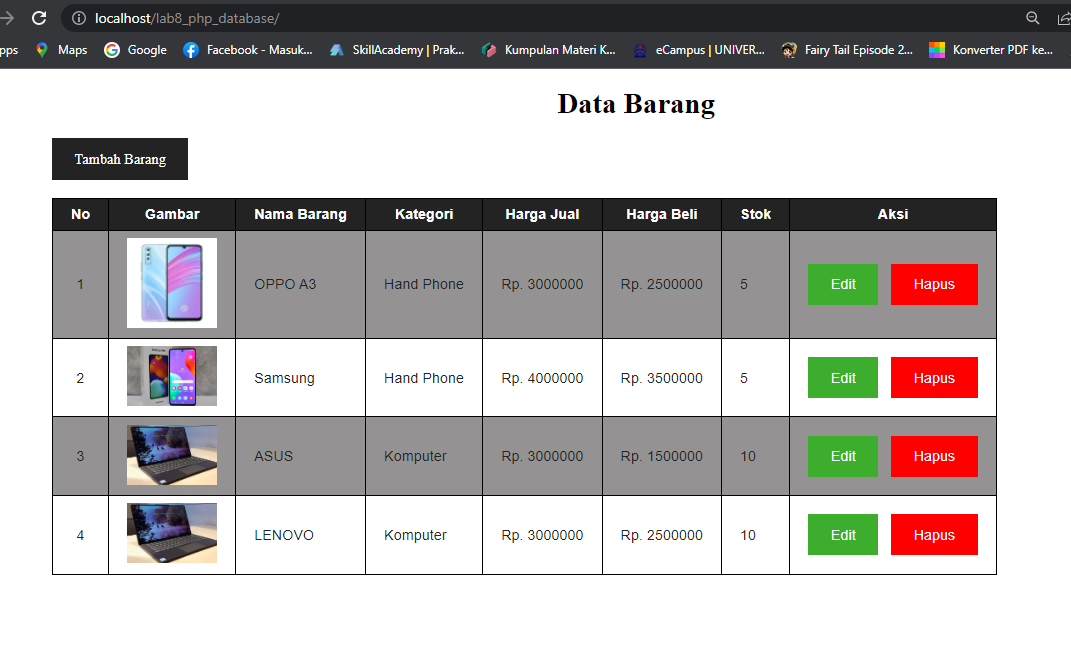 localhost/lab8_php_database/
pps Maps Google Facebook - Masuk... SkillAcademy | Prak... Kumpulan Materi K... eCampus | UNIVER... Fairy Tail Episode 2... Konverter PDF ke...
Data Barang
Tambah Barang
No Gambar Nama Barang Kategori Harga Jual Harga Beli Stok Aksi
1 OPPO A3 Hand Phone Rp. 3000000 Rp. 2500000 5 Edit Hapus
2 Samsung Hand Phone Rp. 4000000 Rp. 3500000 5 Edit Hapus
3 ASUS Komputer Rp. 3000000 Rp. 1500000 10 Edit Hapus
4 LENOVO Komputer Rp. 3000000 Rp. 2500000 10 Edit Hapus